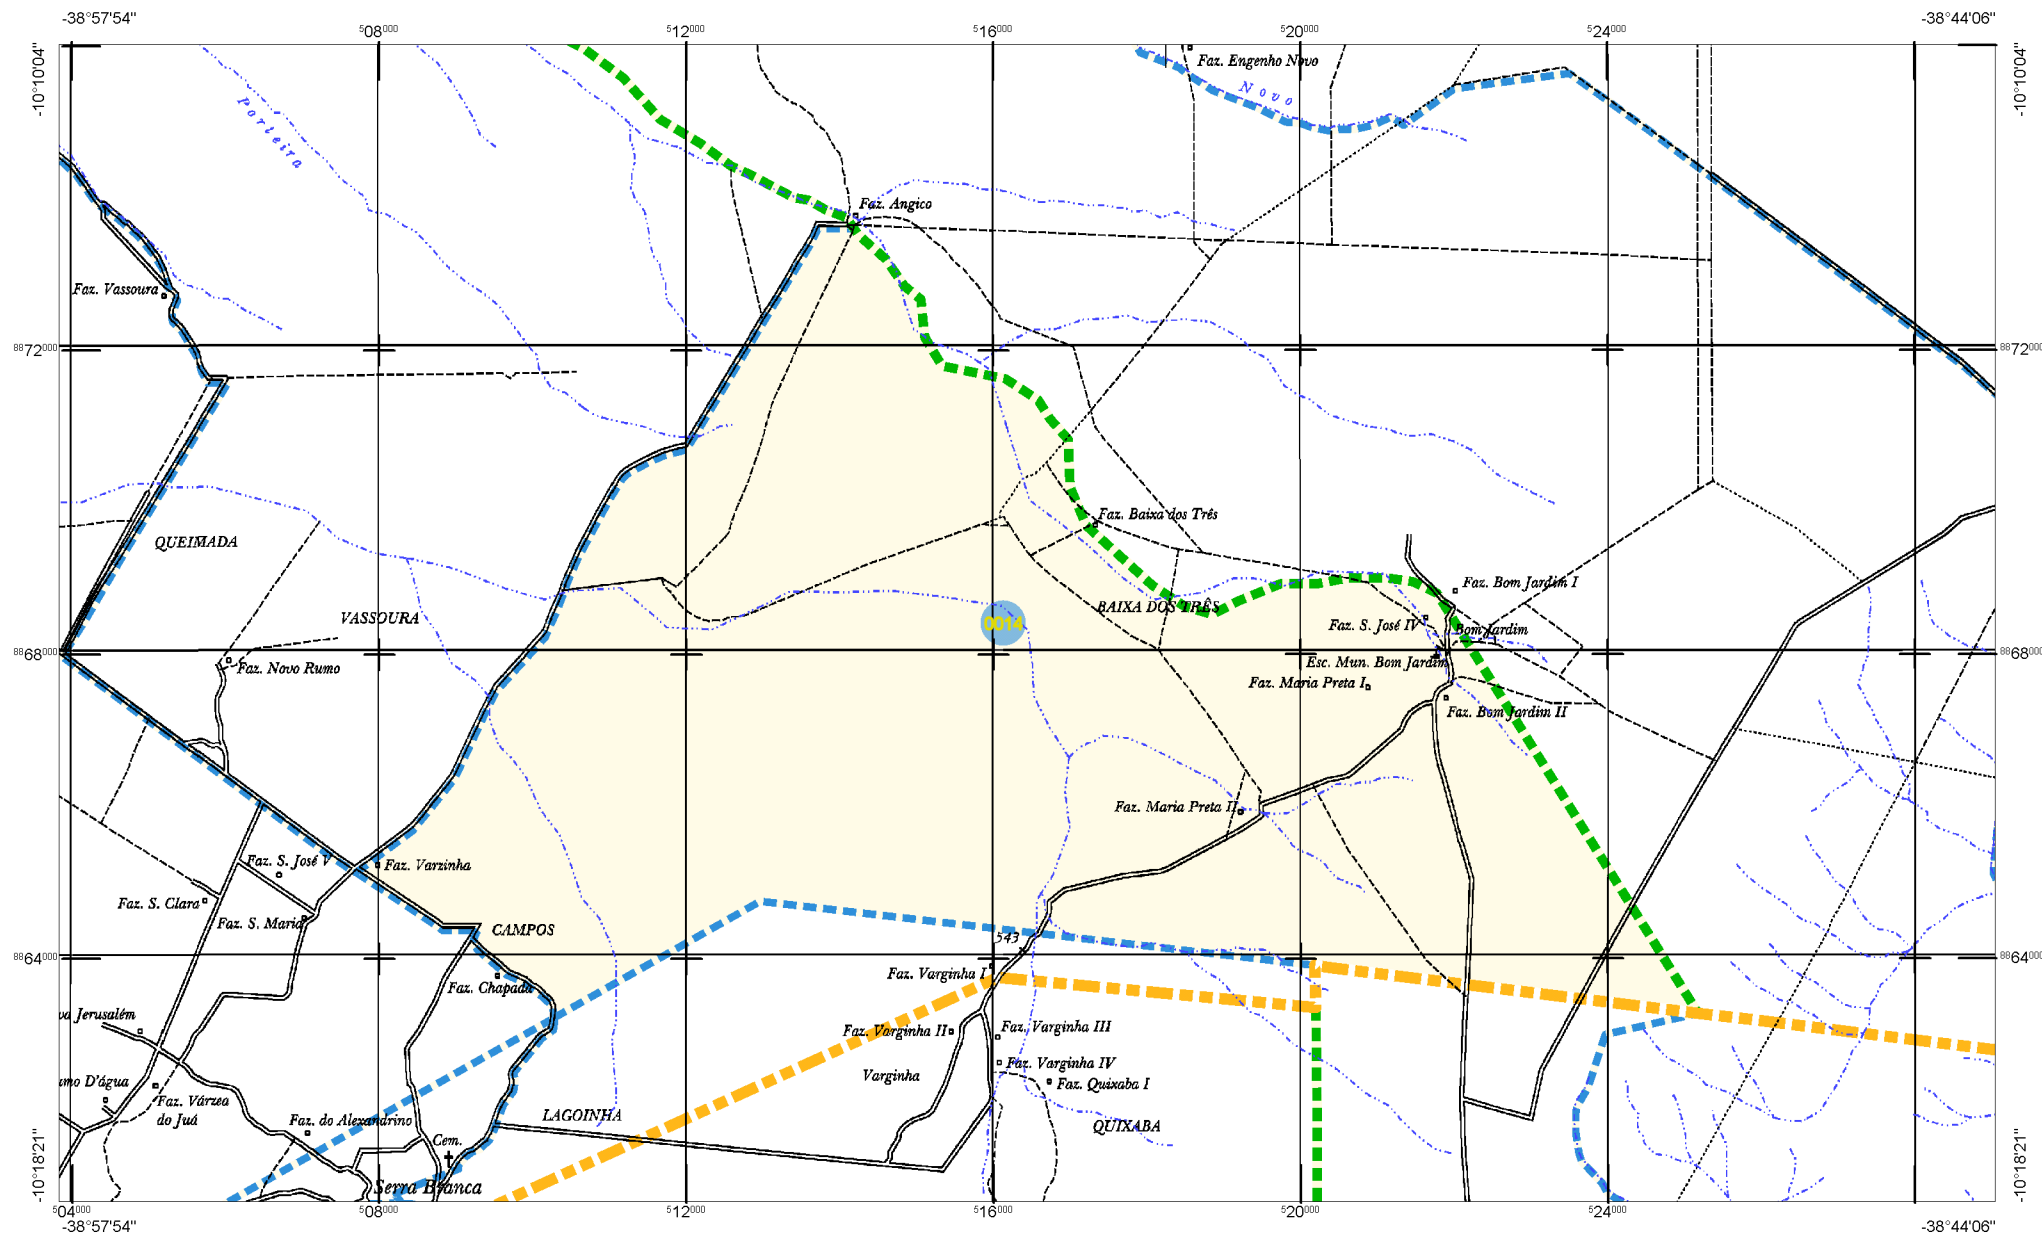 -38°57'54"
-38°44'06"
508000
512000
516000
520000
524000
-10°10'04"
-10°10'04"
Faz. Engenho Novo
Novo
Porteira
Faz. Angico
Faz. Vassoura
8872000
8872000
Faz. Baixa dos Três
QUEIMADA
Faz. Bom Jardim I
BAIXA DOS TRÊS
VASSOURA
0014
Faz. S. José IV
Bom Jardim
8868000
8868000
Esc. Mun. Bom Jardim
Faz. Novo Rumo
Faz. Maria Preta I
Faz. Bom Jardim II
Faz. Maria Preta II
Faz. S. José V
Faz. Varzinha
Faz. S. Clara
Faz. S. Maria
CAMPOS
543
8864000
8864000
Faz. Varginha I
Faz. Chapada
va Jerusalém
Faz. Varginha II
Faz. Varginha III
Faz. Varginha IV
Varginha
Faz. Quixaba I
umo D'água
Faz. Várzea
do Juá
LAGOINHA
Faz. do Alexandrino
QUIXABA
Cem.
Serra Branca
-10°18'21"
-10°18'21"
504000
508000
512000
516000
520000
524000
-38°57'54"
-38°44'06"